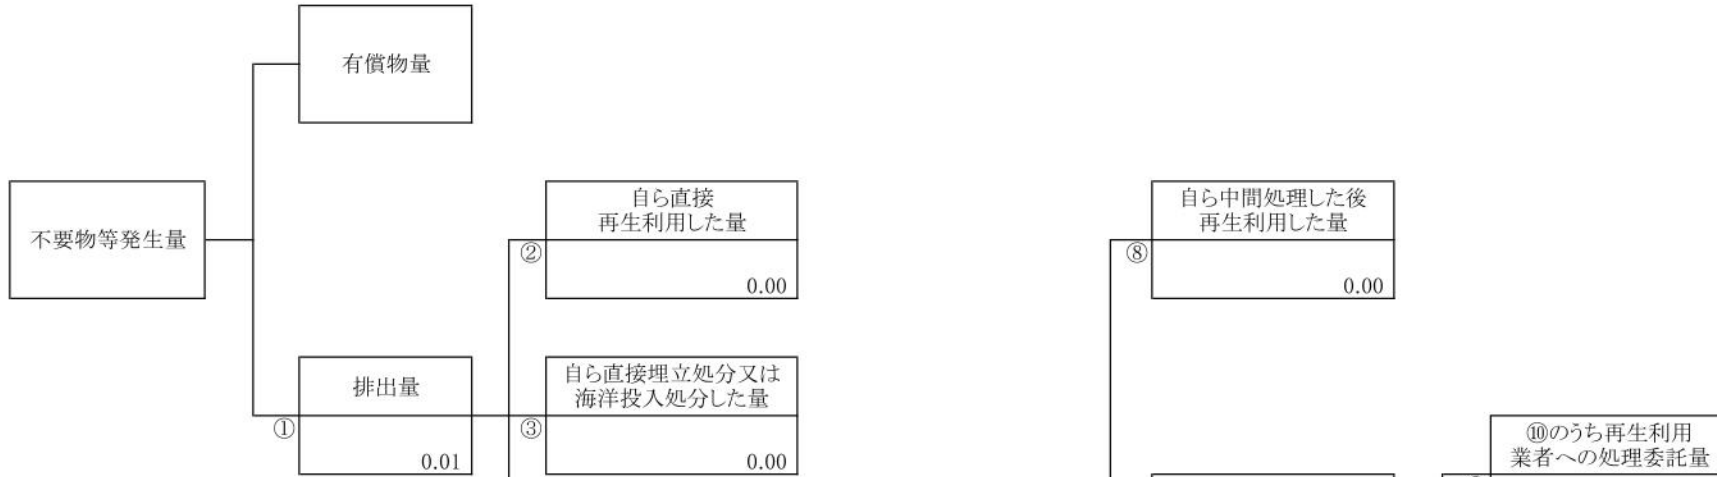 有償物量
不要物等発生量
自ら直接
再生利用した量
②
0.00
自ら中間処理した後
再生利用した量
⑧
0.00
排出量
①
0.01
自ら直接埋立処分又は
海洋投入処分した量
③
0.00
⑩のうち再生利用
業者への処理委託量